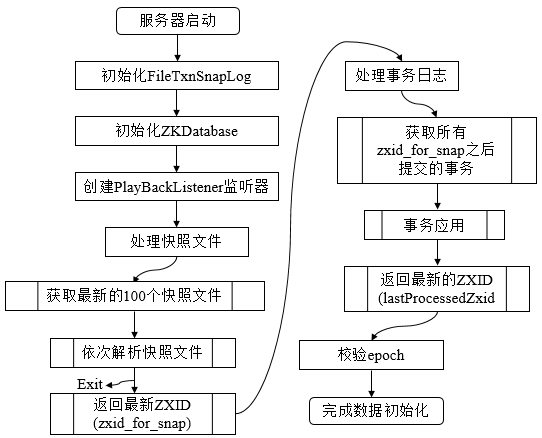 服务器启动
初始化FileTxnSnapLog
初始化ZKDatabase
创建PlayBackListener监听器
处理快照文件
获取最新的100个快照文件
依次解析快照文件
Exit
返回最新ZXID
(zxid_for_snap)
处理事务日志
获取所有
zxid_for_snap之后
提交的事务
事务应用
返回最新的ZXID
(lastProcessedZxid
校验epoch
完成数据初始化